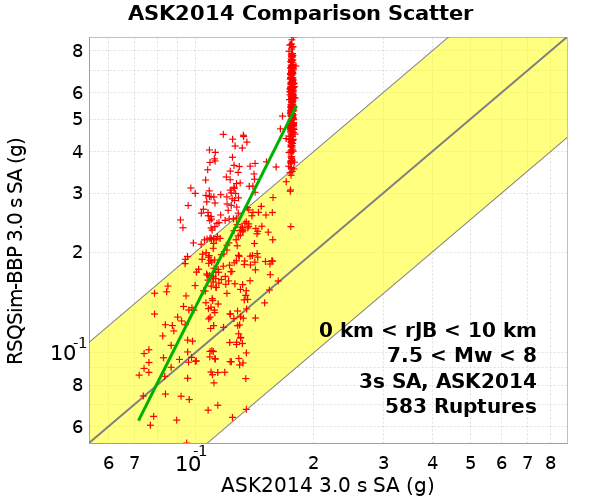 ASK2014 Comparison Scatter
RSQSim-BBP 3.0 s SA (g)
8
6
5
4
3
2
10-1
8
6
0 km < rJB < 10 km
7.5 < Mw < 8
3s SA, ASK2014
583 Ruptures
6 7 10-1 2 3 4 5 6 7 8
ASK2014 3.0 s SA (g)